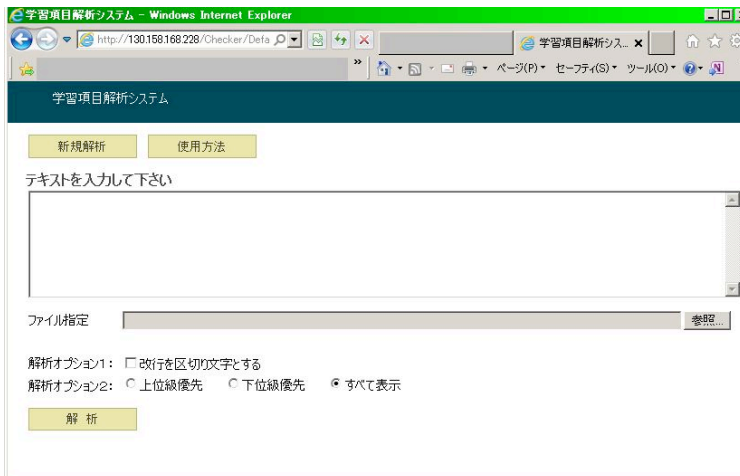 学習項目解析システム - Windows Internet Explorer
http://130.158.168.228/Checker/Defa
学習項目解析シス...
ページ(P) セーフティ(S) ツール(O)
学習項目解析システム
新規解析 使用方法
テキストを入力して下さい
ファイル指定 参照...
解析オプション1: 改行を区切り文字とする
解析オプション2: 上位級優先 下位級優先 すべて表示
解 析